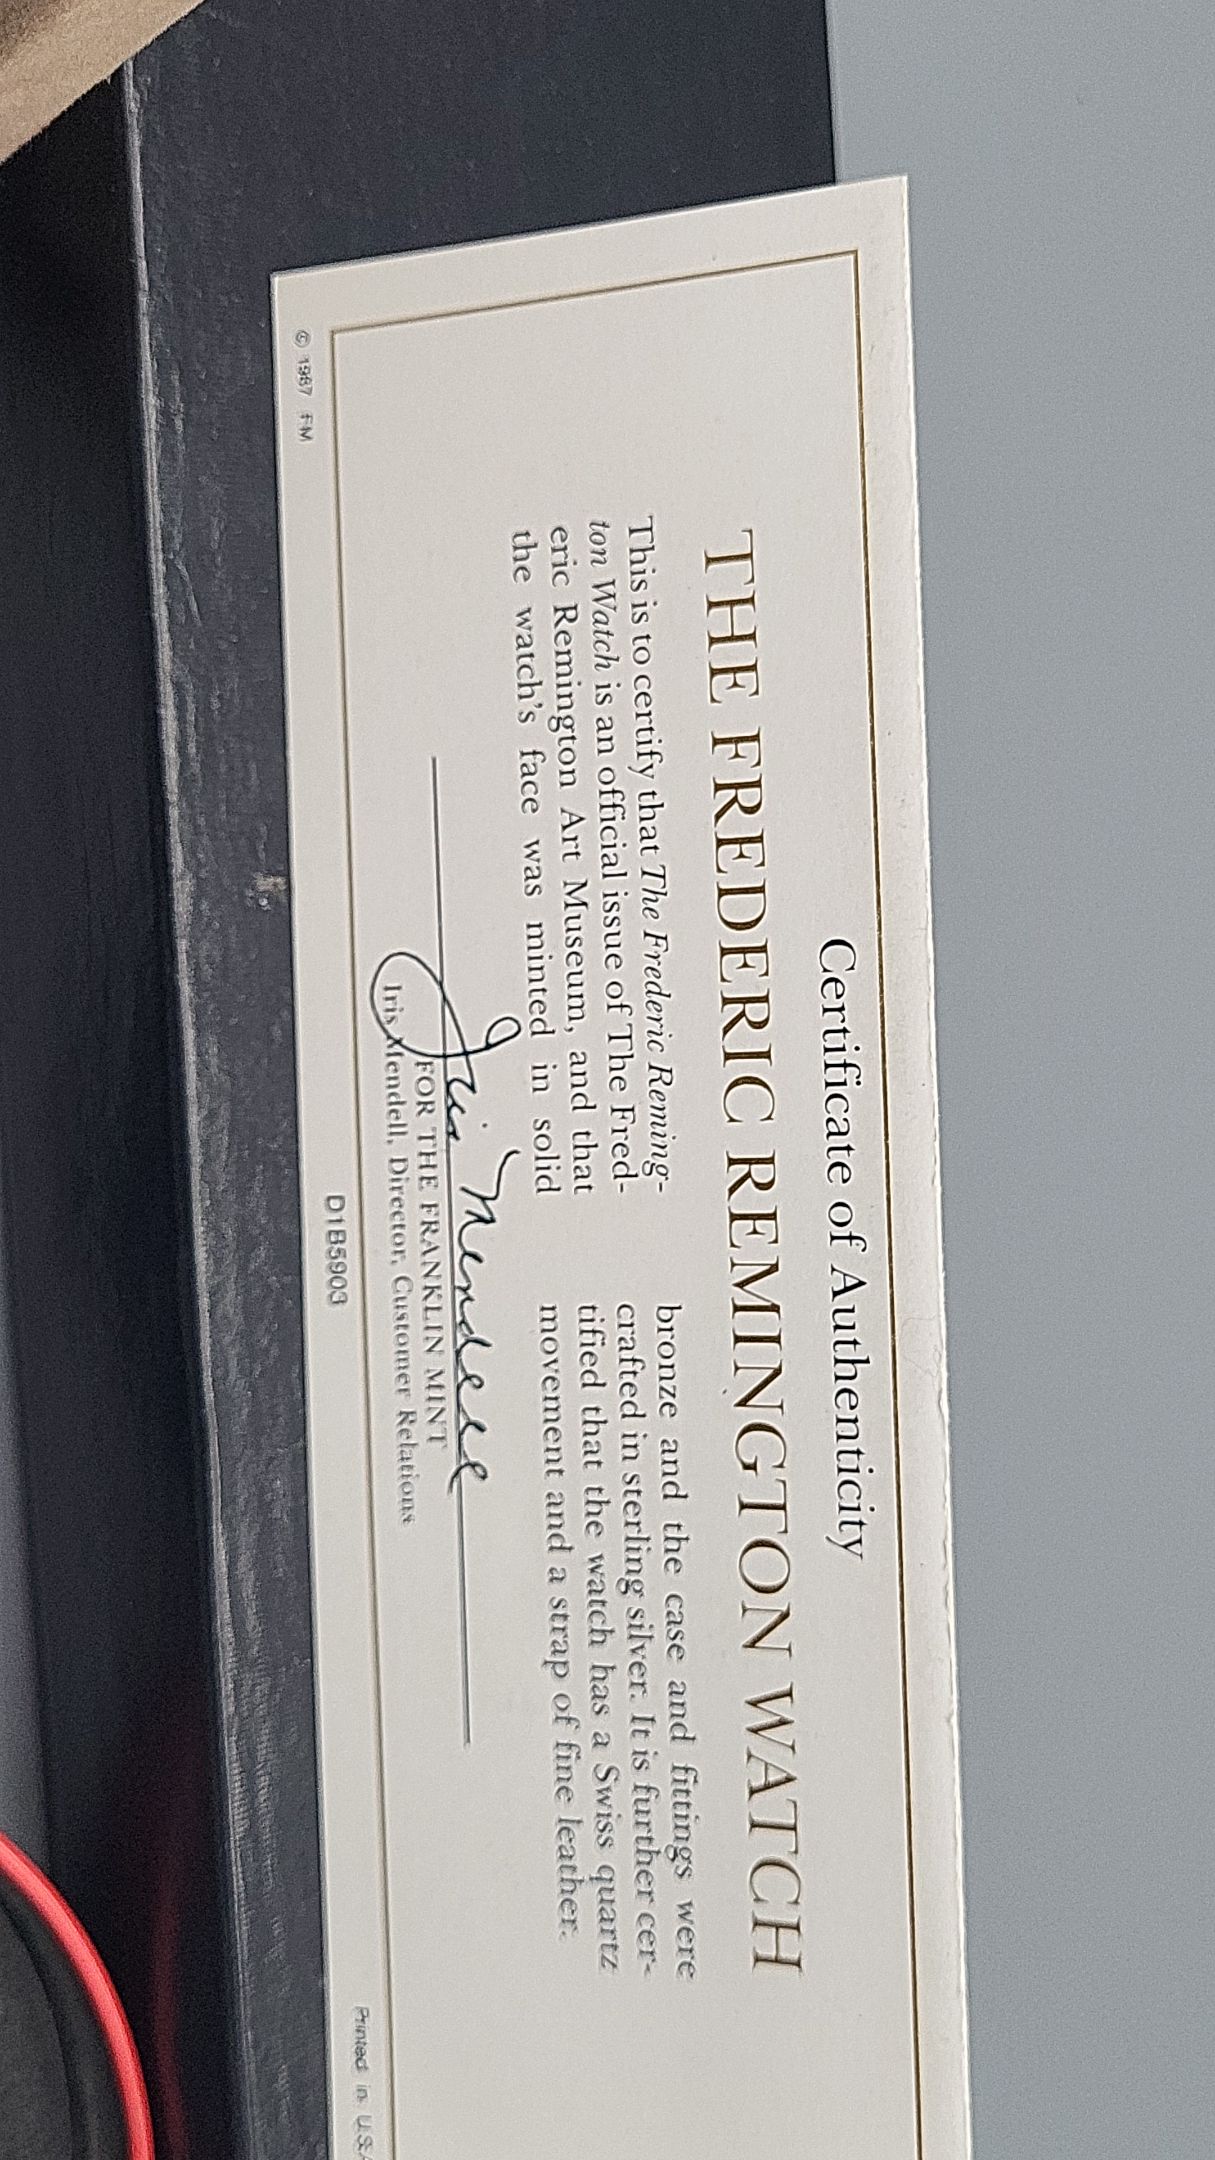 Certificate of Authenticity
THE FREDERIC REMINGTON WATCH
This is to certify that The Frederic Reming-
ton Watch is an official issue of The Fred-
eric Remington Art Museum, and that
the watch's face was minted in solid
bronze and the case and fittings were
crafted in sterling silver. It is further cer-
tified that the watch has a Swiss quartz
movement and a strap of fine leather.
Iris Mendell
FOR THE FRANKLIN MINT
Iris Mendell, Director, Customer Relations
© 1987 FM
D1B5903
Printed in U.S.A